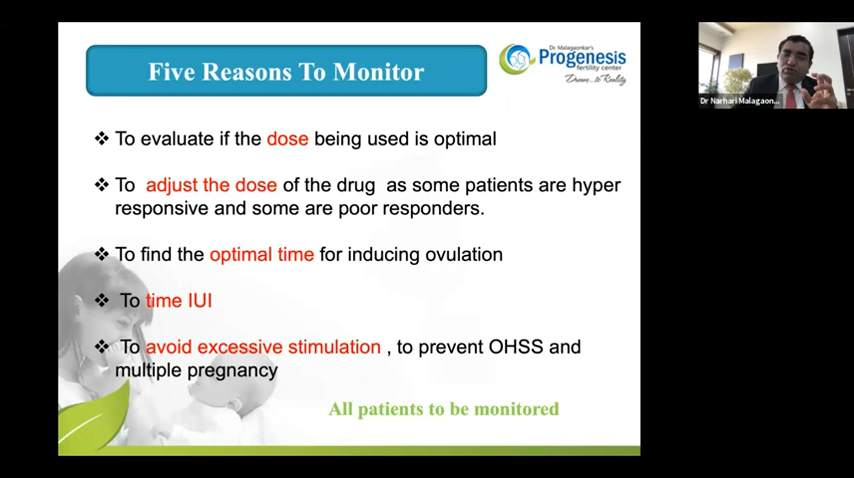 Five Reasons To Monitor
Dr. Malagaonkar's
Progenesis
fertility center
Dream... to Reality
❖ To evaluate if the dose being used is optimal
❖ To adjust the dose of the drug as some patients are hyper
responsive and some are poor responders.
❖ To find the optimal time for inducing ovulation
❖ To time IUI
❖ To avoid excessive stimulation , to prevent OHSS and
multiple pregnancy
All patients to be monitored
Dr Narhari Malagaon...